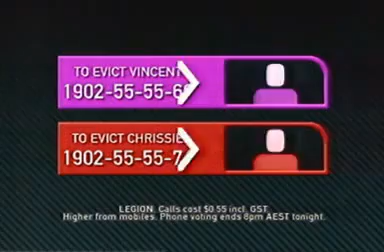 TO EVICT VINCENT
1902-55-55-6
TO EVICT CHRISSIE
1902-55-55-7
LEGION. Calls cost $0.55 incl. GST.
Higher from mobiles. Phone voting ends 8pm AEST tonight.